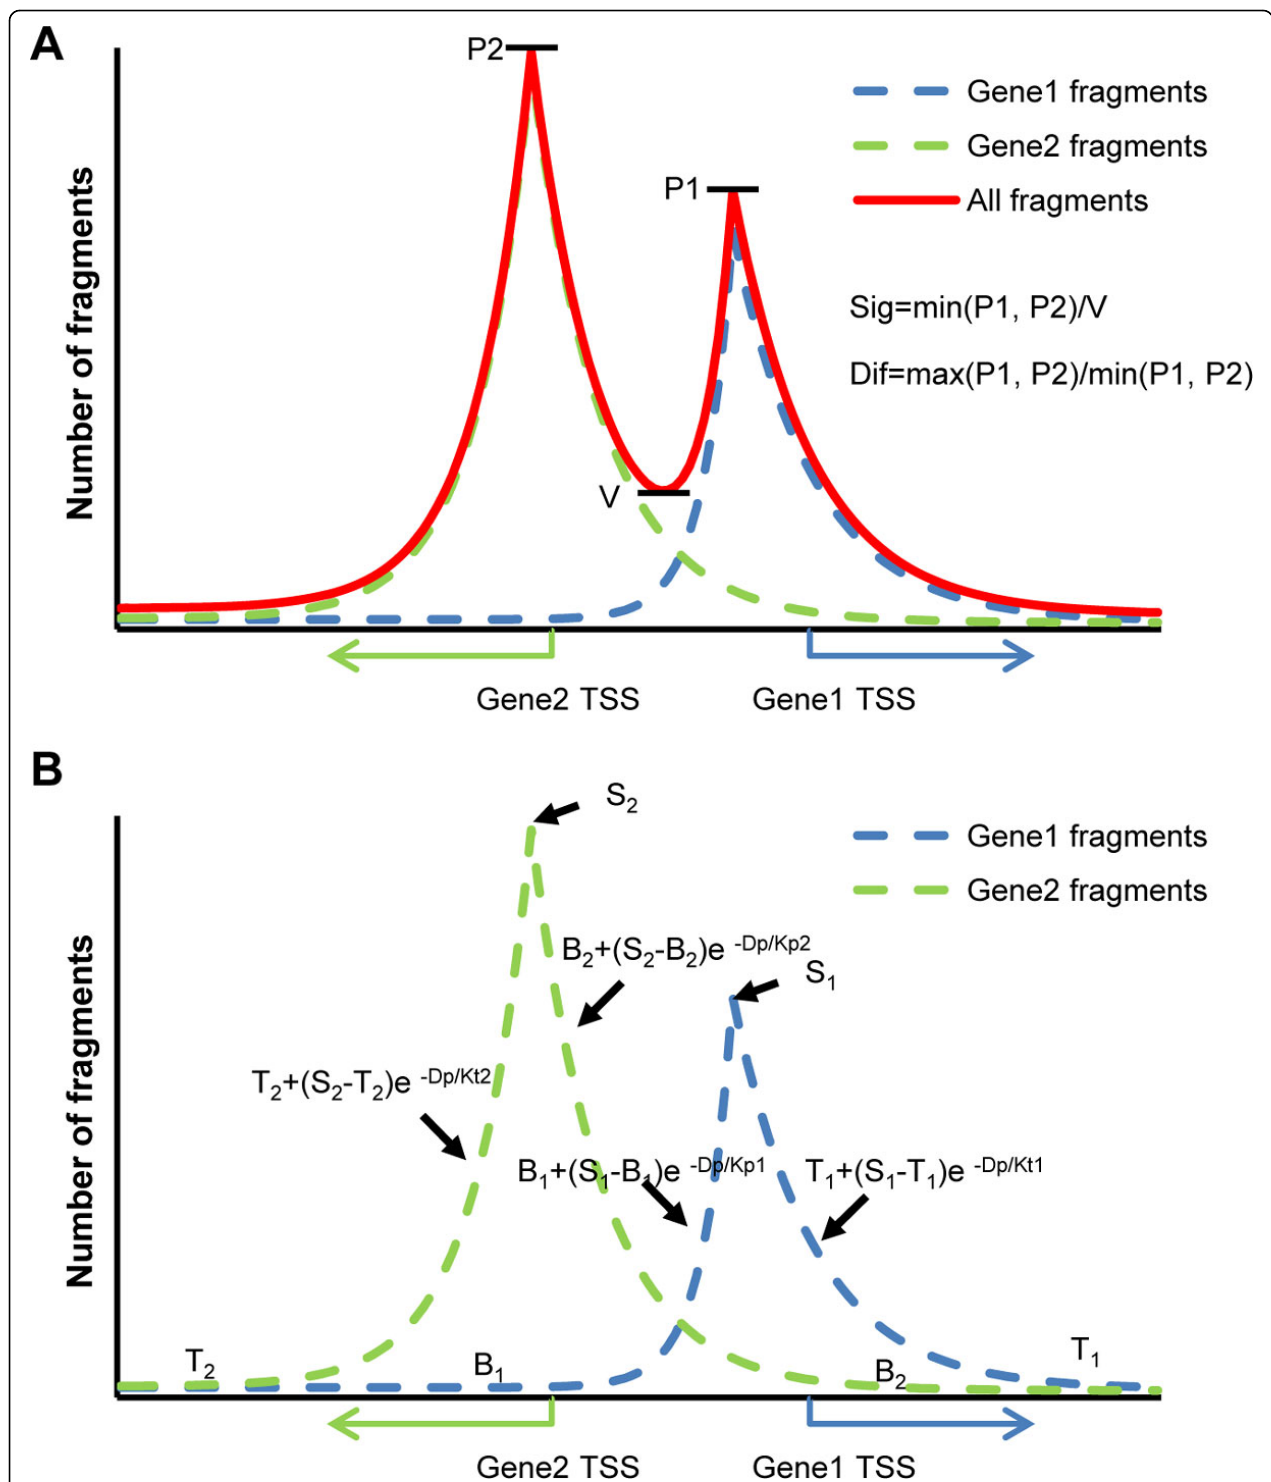 A
P2
P1
V
Gene1 fragments
Gene2 fragments
All fragments
Sig=min(P1, P2)/V
Dif=max(P1, P2)/min(P1, P2)
Number of fragments
Gene2 TSS
Gene1 TSS
B
S2
Gene1 fragments
Gene2 fragments
B2+(S2-B2)e -Dp/Kp2
S1
T2+(S2-T2)e -Dp/Kt2
B1+(S1-B1)e -Dp/Kp1
T1+(S1-T1)e -Dp/Kt1
Number of fragments
T2
B1
B2
T1
Gene2 TSS
Gene1 TSS